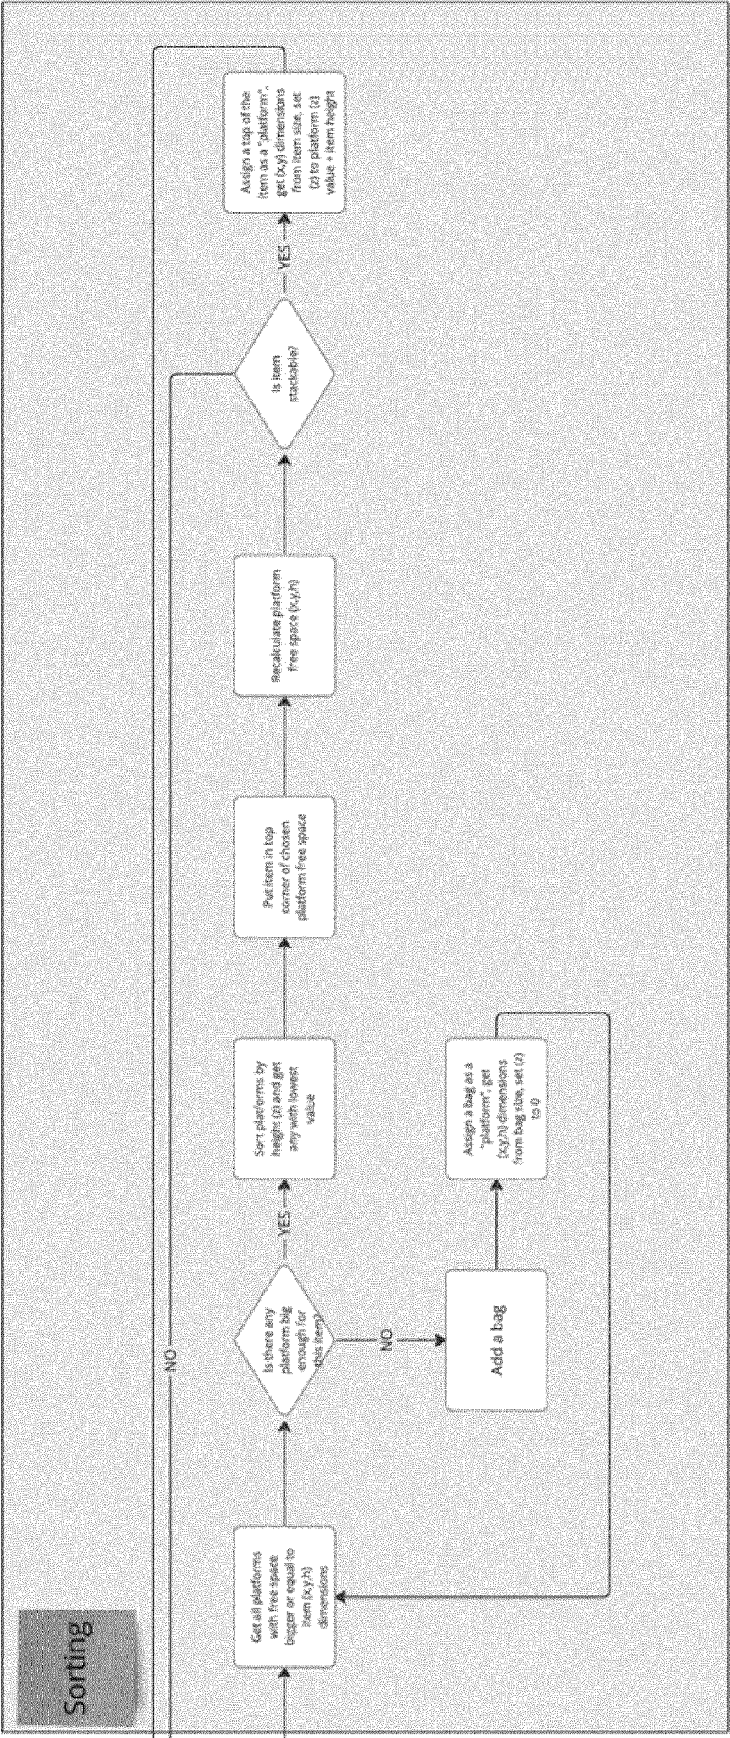 Sorting
Get all platforms
with free space
bigger or equal to
item (x,y,h)
dimensions
Is there any
platform big
enough for
this item?
YES
NO
Add a bag
Assign a bag as a
"platform", get
(x,y,h) dimensions
from bag size, set (z)
to 0
Sort platforms by
height (z) and get
any with lowest
value
Put item in top
corner of chosen
platform free space
Recalculate platform
free space (x,y,h)
Is item
stackable?
YES
NO
Assign a top of the
item as a "platform",
get (x,y) dimensions
from item size, set
(z) to platform (z)
value + item height